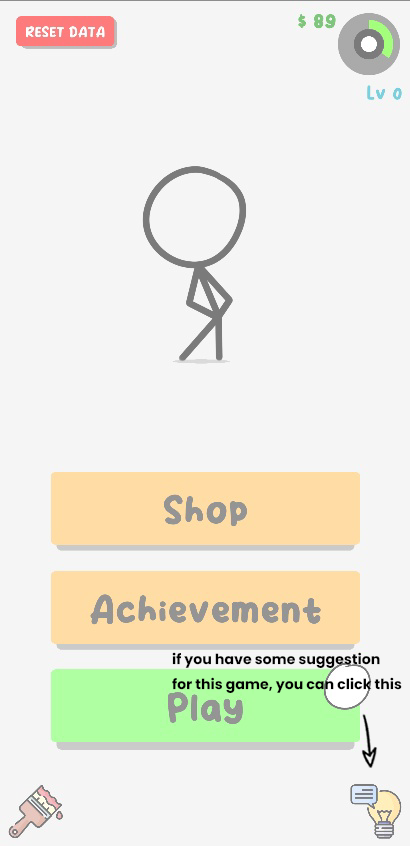 RESET DATA
$ 89
Lv 0
Shop
Achievement
if you have some suggestion
for this game, you can click this
Play